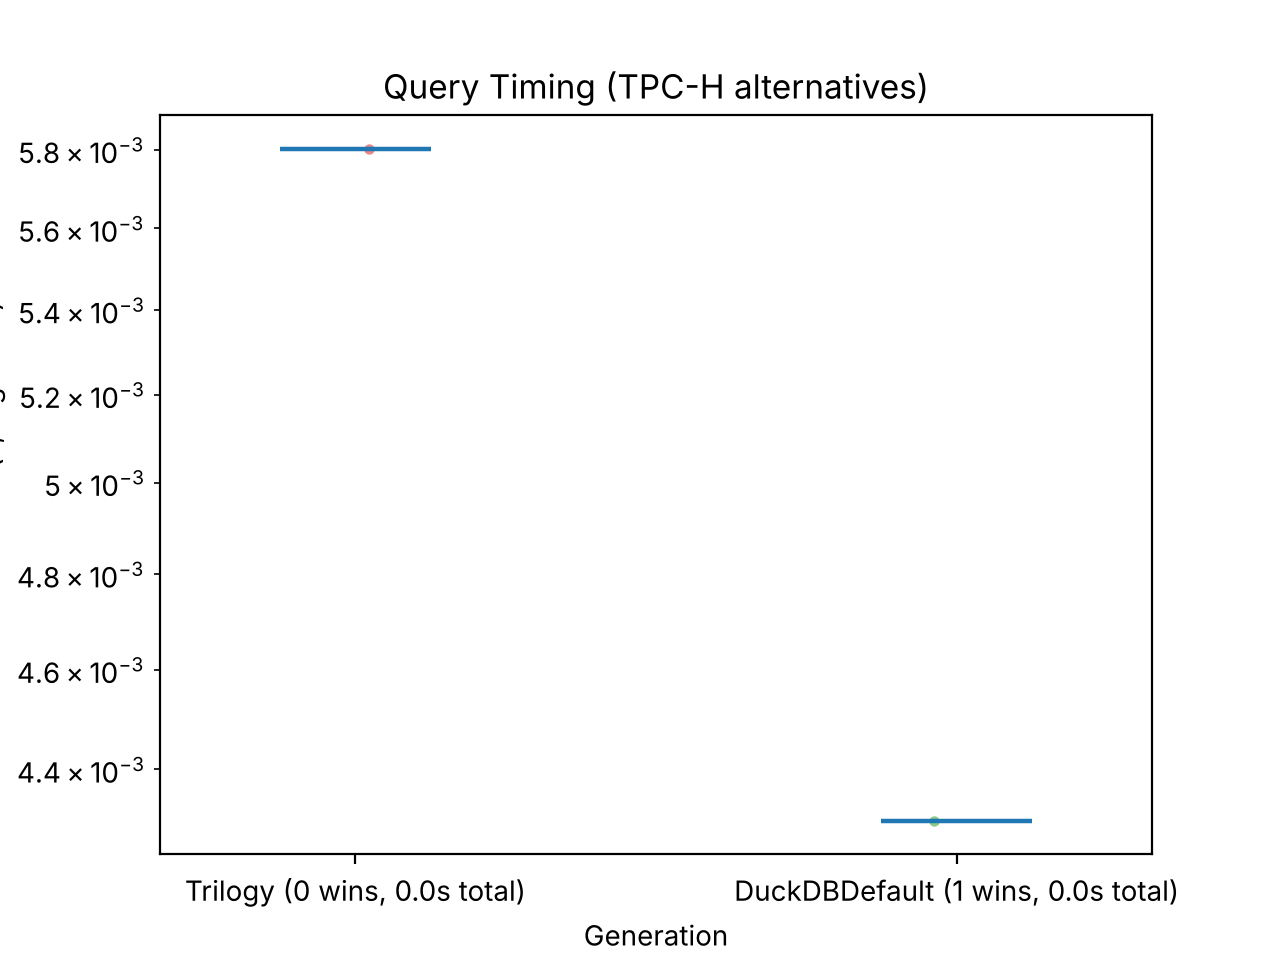 Query Timing (TPC-H alternatives)
5.8 × 10⁻³
5.6 × 10⁻³
5.4 × 10⁻³
5.2 × 10⁻³
5 × 10⁻³
4.8 × 10⁻³
4.6 × 10⁻³
4.4 × 10⁻³
Trilogy (0 wins, 0.0s total)
DuckDBDefault (1 wins, 0.0s total)
Generation